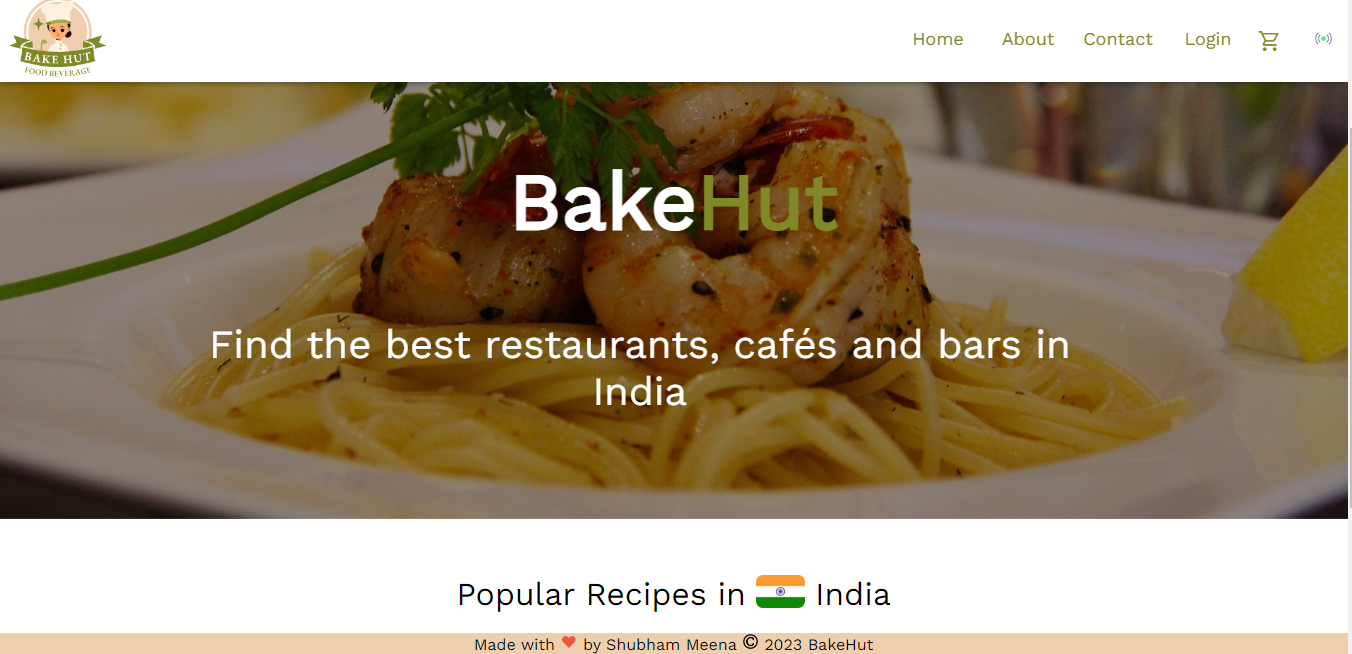 BAKE HUT
FOOD BEVERAGE
Home About Contact Login
BakeHut
Find the best restaurants, cafés and bars in
India
Popular Recipes in India
Made with ❤ by Shubham Meena © 2023 BakeHut